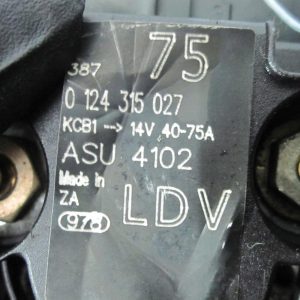 387 75
0 124 315 027
KCB1 → 14V 40-75A
ASU 4102
Made in
ZA
978 LDV